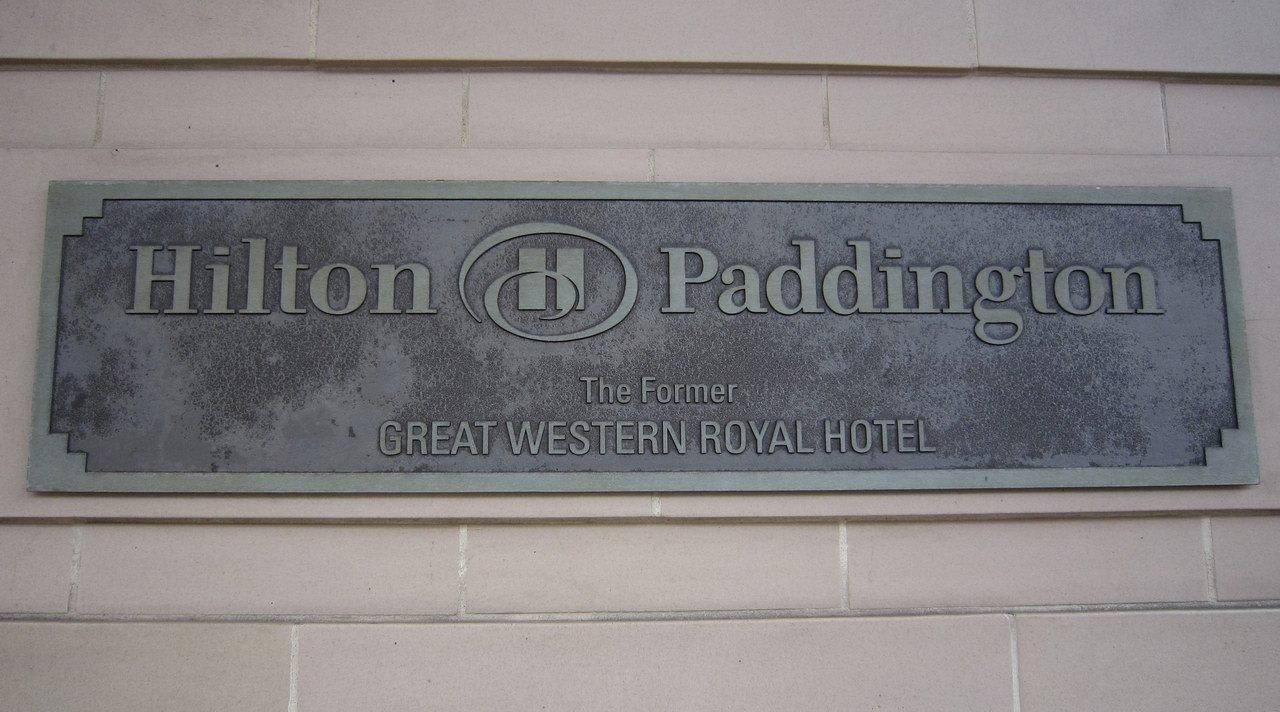 Hilton H Paddington
The Former
GREAT WESTERN ROYAL HOTEL